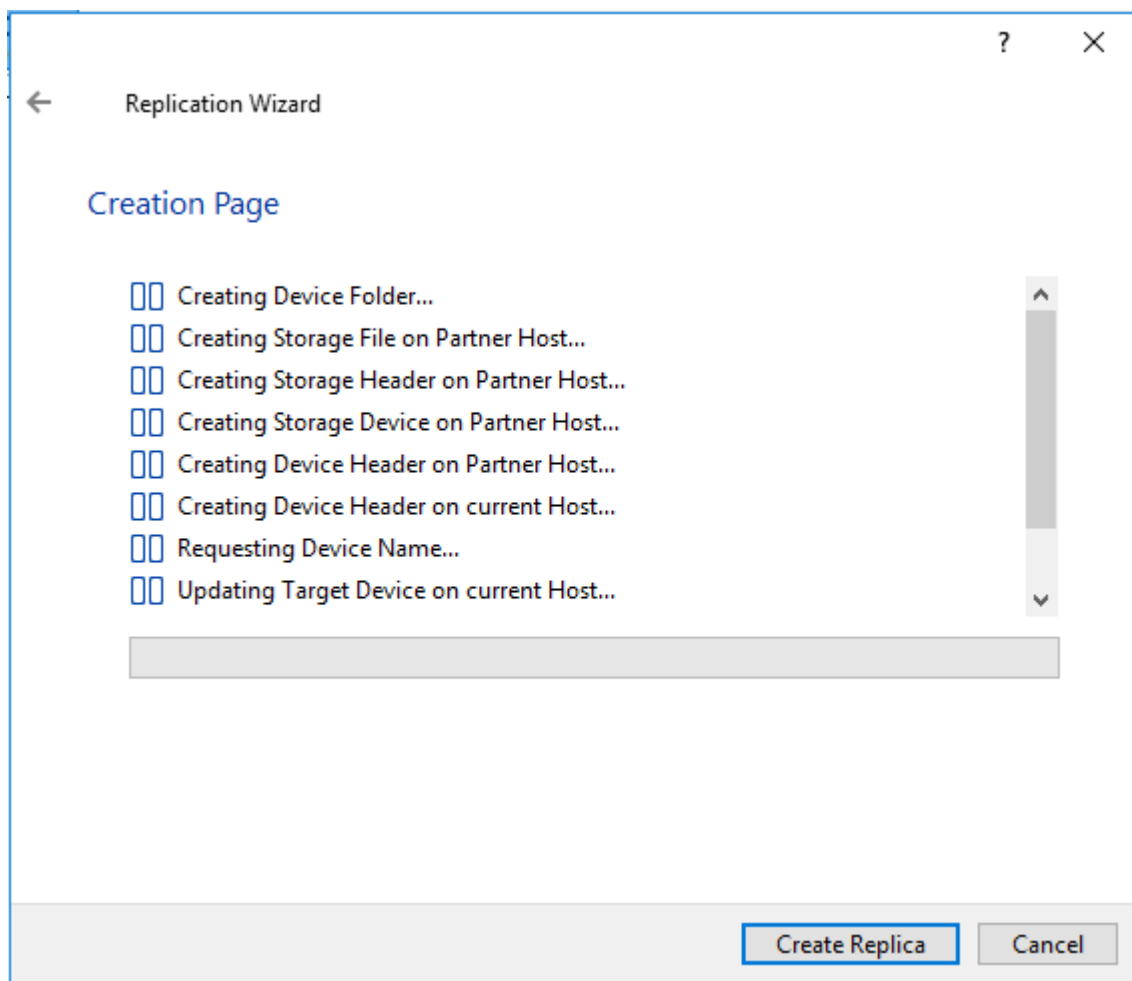 ?
Replication Wizard
Creation Page
Creating Device Folder...
Creating Storage File on Partner Host...
Creating Storage Header on Partner Host...
Creating Storage Device on Partner Host...
Creating Device Header on Partner Host...
Creating Device Header on current Host...
Requesting Device Name...
Updating Target Device on current Host...
Create Replica
Cancel